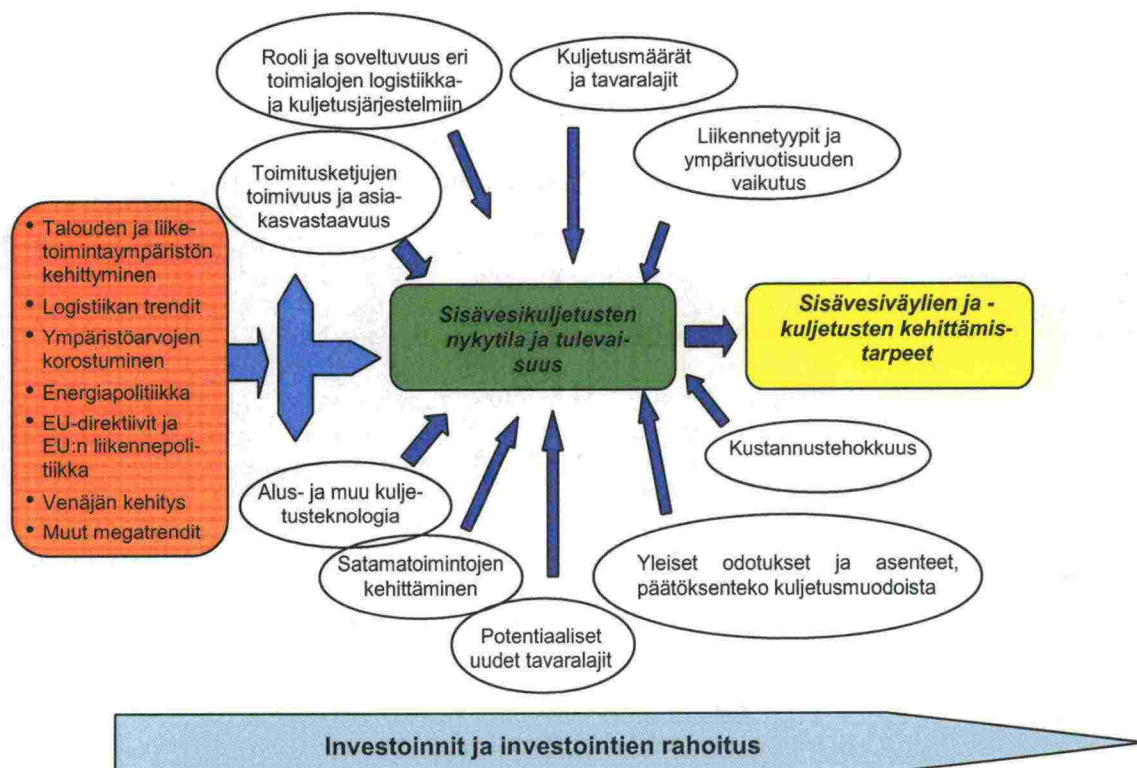 Rooli ja soveltuvuus eri
toimialojen logistiikka-
ja kuljetusjärjestelmiin
Kuljetusmäärät
ja tavaralajit
Liikennetyypit ja
ympärivuotisuuden
vaikutus
Toimitusketjujen
toimivuus ja asia-
kasvastaavuus
• Talouden ja liike-
toimintaympäristön
kehittyminen
• Logistiikan trendit
• Ympäristöarvojen
korostuminen
• Energiapolitiikka
• EU-direktiivit ja
EU:n liikennepoli-
tiikka
• Venäjän kehitys
• Muut megatrendit
Sisävesikuljetusten
nykytila ja tulevai-
suus
Sisävesiväylien ja -
kuljetusten kehittämis-
tarpeet
Kustannustehokkuus
Alus- ja muu kulje-
tusteknologia
Satamatoimintojen
kehittäminen
Yleiset odotukset ja asenteet,
päätöksenteko kuljetusmuodoista
Potentiaaliset
uudet tavaralajit
Investoinnit ja investointien rahoitus